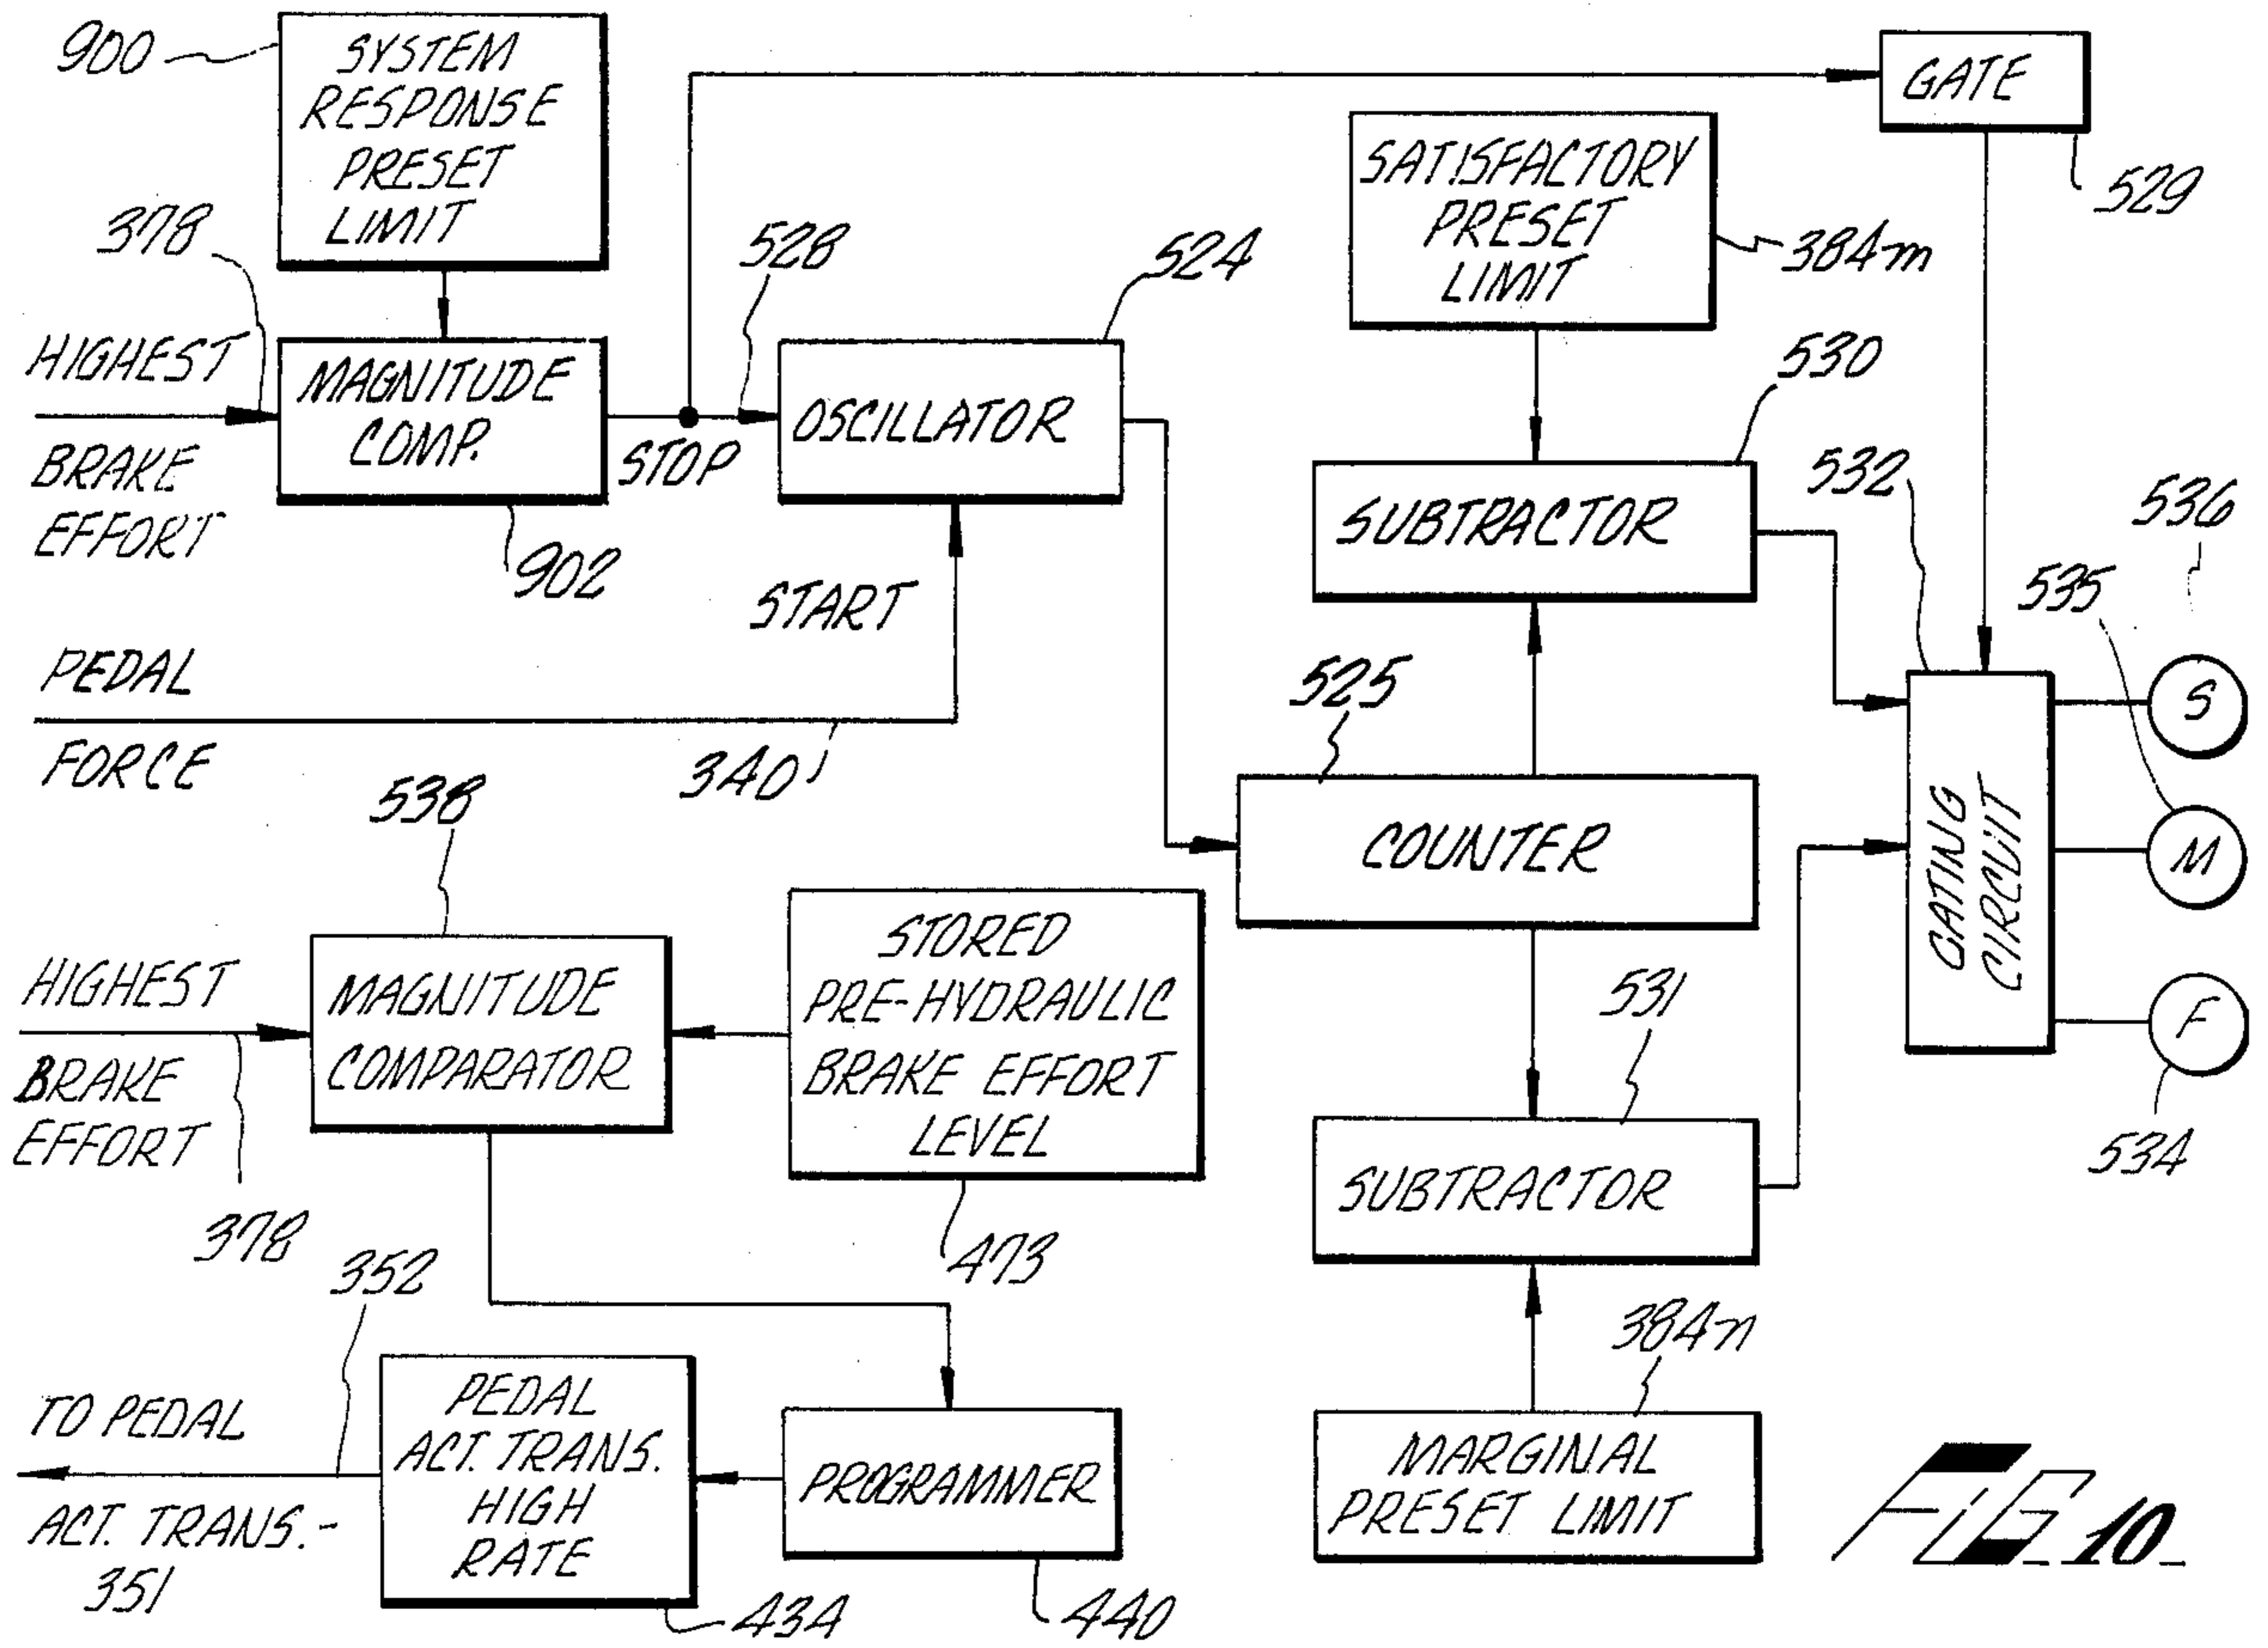 900
SYSTEM
RESPONSE
PRESET
LIMIT
GATE
529
SATISFACTORY
PRESET
LIMIT
384m
378
528
524
HIGHEST
BRAKE
EFFORT
MAGNITUDE
COMP.
STOP
OSCILLATOR
902
START
530
SUBTRACTOR
532
536
535
PEDAL
FORCE
340
525
COUNTER
S
M
F
GATING
CIRCUIT
534
538
HIGHEST
BRAKE
EFFORT
378
MAGNITUDE
COMPARATOR
STORED
PRE-HYDRAULIC
BRAKE EFFORT
LEVEL
473
531
SUBTRACTOR
384n
MARGINAL
PRESET LIMIT
352
TO PEDAL
ACT. TRANS.-
351
PEDAL
ACT. TRANS.
HIGH
RATE
434
PROGRAMMER
440
FIG. 10.